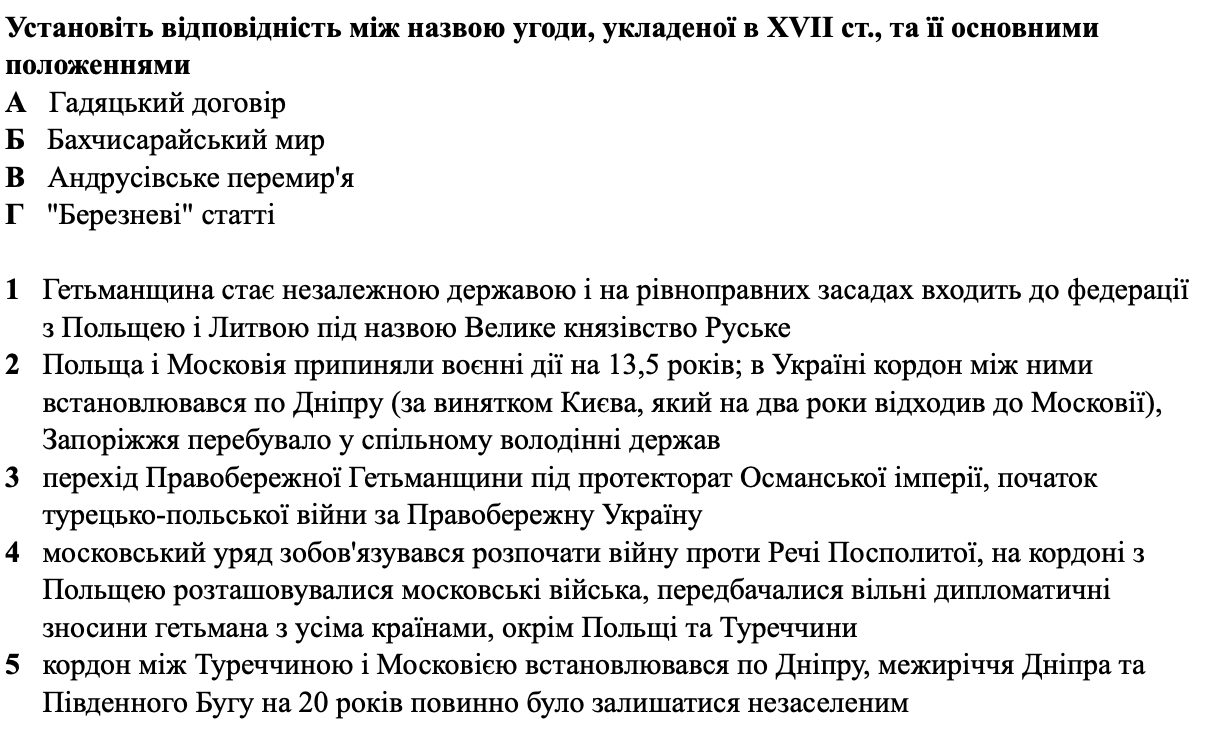 Установіть відповідність між назвою угоди, укладеної в XVII ст., та її основними
положеннями
А Гадяцький договір
Б Бахчисарайський мир
В Андрусівське перемир'я
Г "Березневі" статті
1 Гетьманщина стає незалежною державою і на рівноправних засадах входить до федерації
з Польщею і Литвою під назвою Велике князівство Руське
2 Польща і Московія припиняли воєнні дії на 13,5 років; в Україні кордон між ними
встановлювався по Дніпру (за винятком Києва, який на два роки відходив до Московії),
Запоріжжя перебувало у спільному володінні держав
3 перехід Правобережної Гетьманщини під протекторат Османської імперії, початок
турецько-польської війни за Правобережну Україну
4 московський уряд зобов'язувався розпочати війну проти Речі Посполитої, на кордоні з
Польщею розташовувалися московські війська, передбачалися вільні дипломатичні
зносини гетьмана з усіма країнами, окрім Польщі та Туреччини
5 кордон між Туреччиною і Московією встановлювався по Дніпру, межиріччя Дніпра та
Південного Бугу на 20 років повинно було залишатися незаселеним